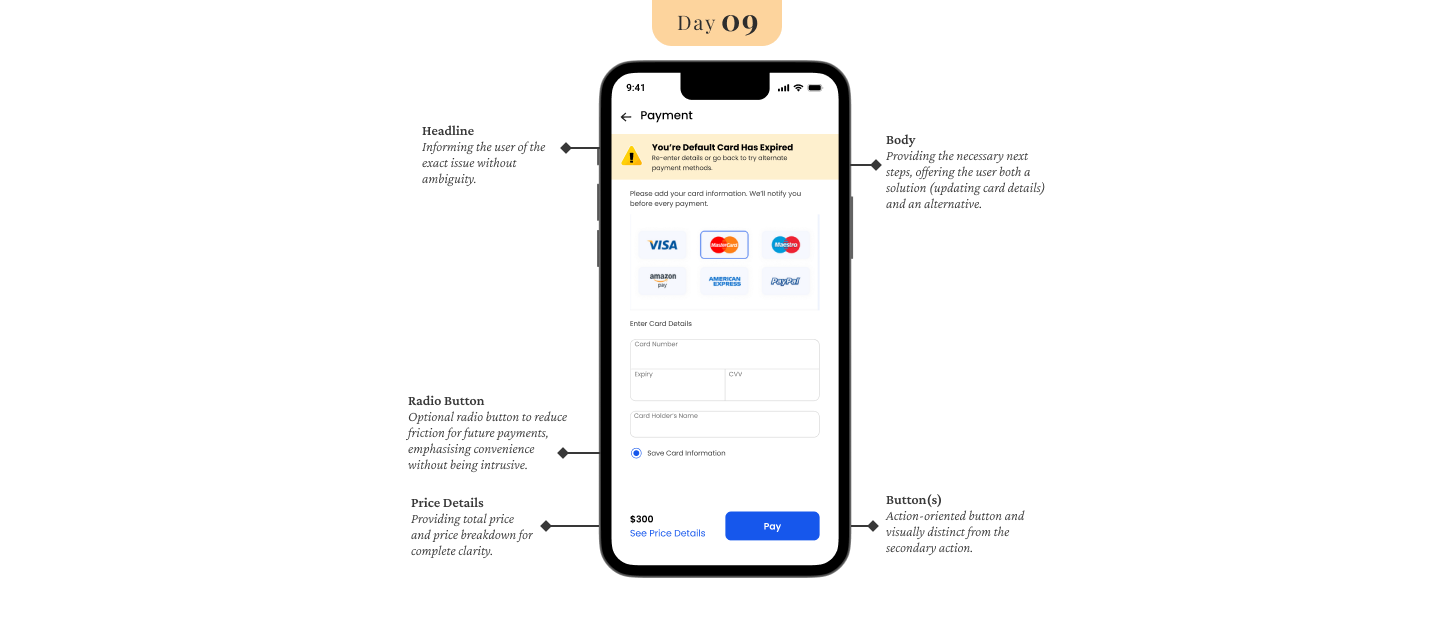 Day 09
9:41
Payment
You're Default Card Has Expired
Re-enter details or go back to try alternate
payment methods.
Please add your card information. We'll notify you
before every payment.
VISA
MasterCard
Maestro
amazon
pay
AMERICAN
EXPRESS
PayPal
Enter Card Details
Card Number
Expiry
CVV
Card Holder's Name
Save Card Information
$300
See Price Details
Pay
Headline
Informing the user of the
exact issue without
ambiguity.
Radio Button
Optional radio button to reduce
friction for future payments,
emphasising convenience
without being intrusive.
Price Details
Providing total price
and price breakdown for
complete clarity.
Body
Providing the necessary next
steps, offering the user both a
solution (updating card details)
and an alternative.
Button(s)
Action-oriented button and
visually distinct from the
secondary action.